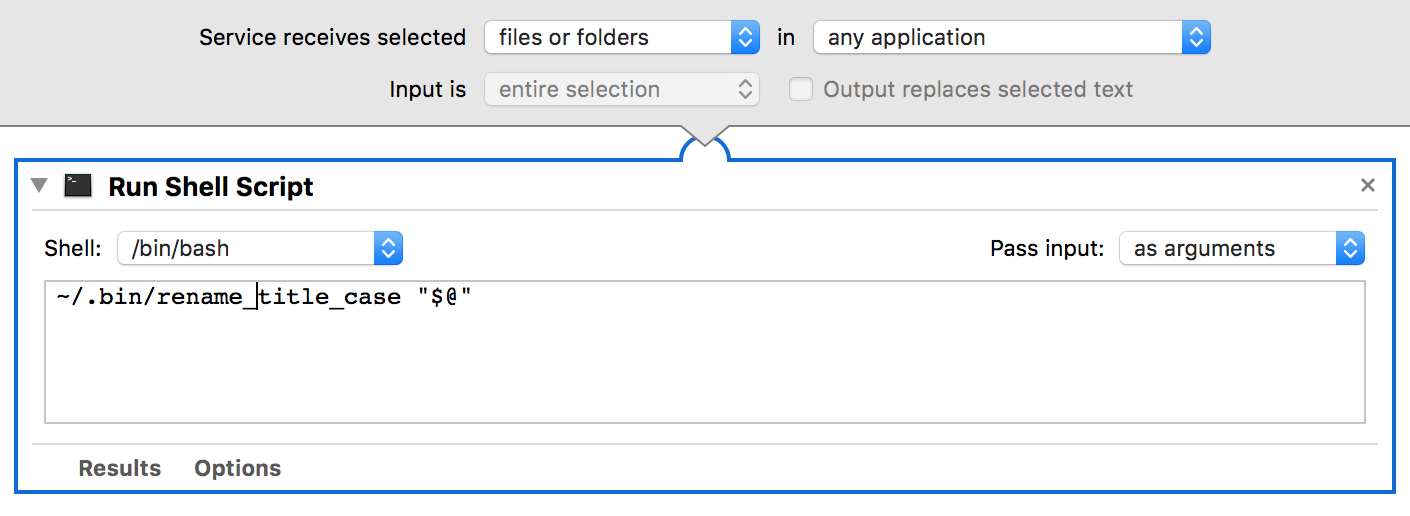 Service receives selected files or folders in any application
Input is entire selection Output replaces selected text
>_
Run Shell Script
Shell: /bin/bash Pass input: as arguments
~/.bin/rename_title_case "$@"
Results Options